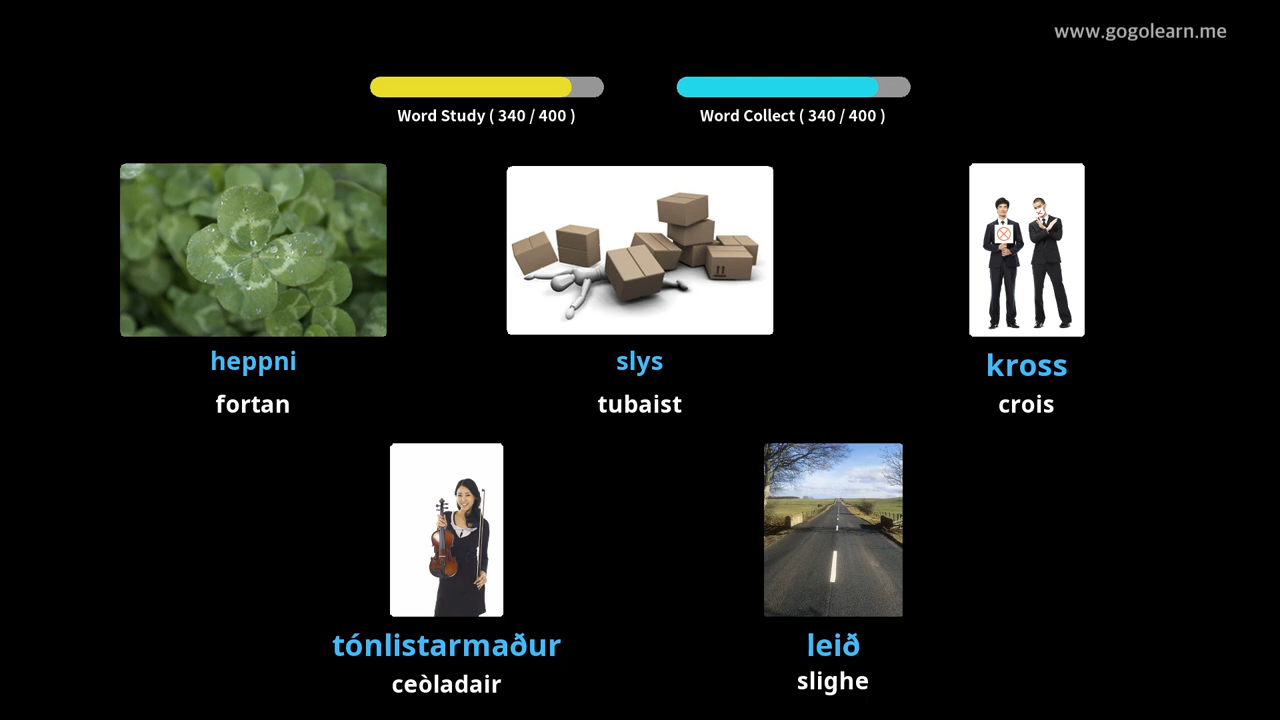 www.gogolearn.me
Word Study ( 340 / 400 )
Word Collect ( 340 / 400 )
heppni
fortan
slys
tubaist
kross
crois
tónlistarmaður
ceòladair
leið
slighe